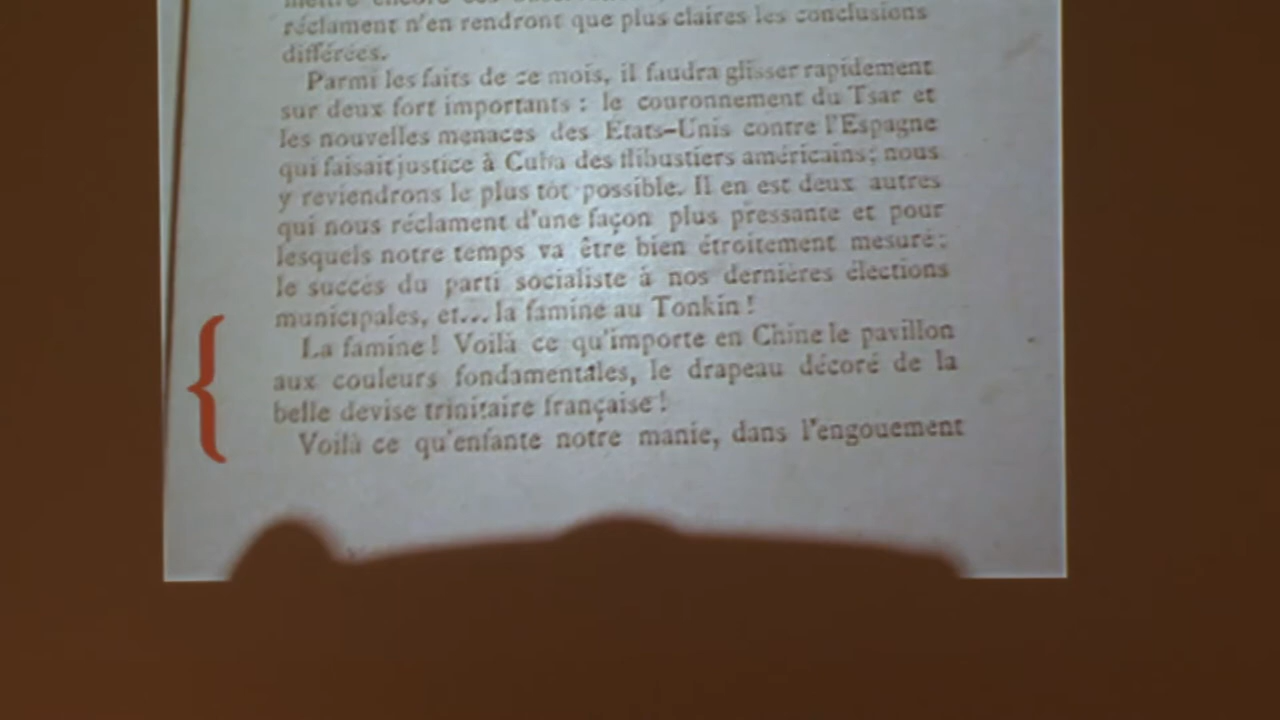 mettre encore ces
réclament n'en rendront que plus claires les conclusions
différées.
Parmi les faits de ce mois, il faudra glisser rapidement
sur deux fort importants : le couronnement du Tsar et
les nouvelles menaces des Etats-Unis contre l'Espagne
qui faisait justice à Cuba des flibustiers américains; nous
y reviendrons le plus tôt possible. Il en est deux autres
qui nous réclament d'une façon plus pressante et pour
lesquels notre temps va être bien étroitement mesuré:
le succès du parti socialiste à nos dernières élections
municipales, et... la famine au Tonkin !
La famine! Voilà ce qu'importe en Chine le pavillon
aux couleurs fondamentales, le drapeau décoré de la
belle devise trinitaire française !
Voilà ce qu'enfante notre manie, dans l'engouement